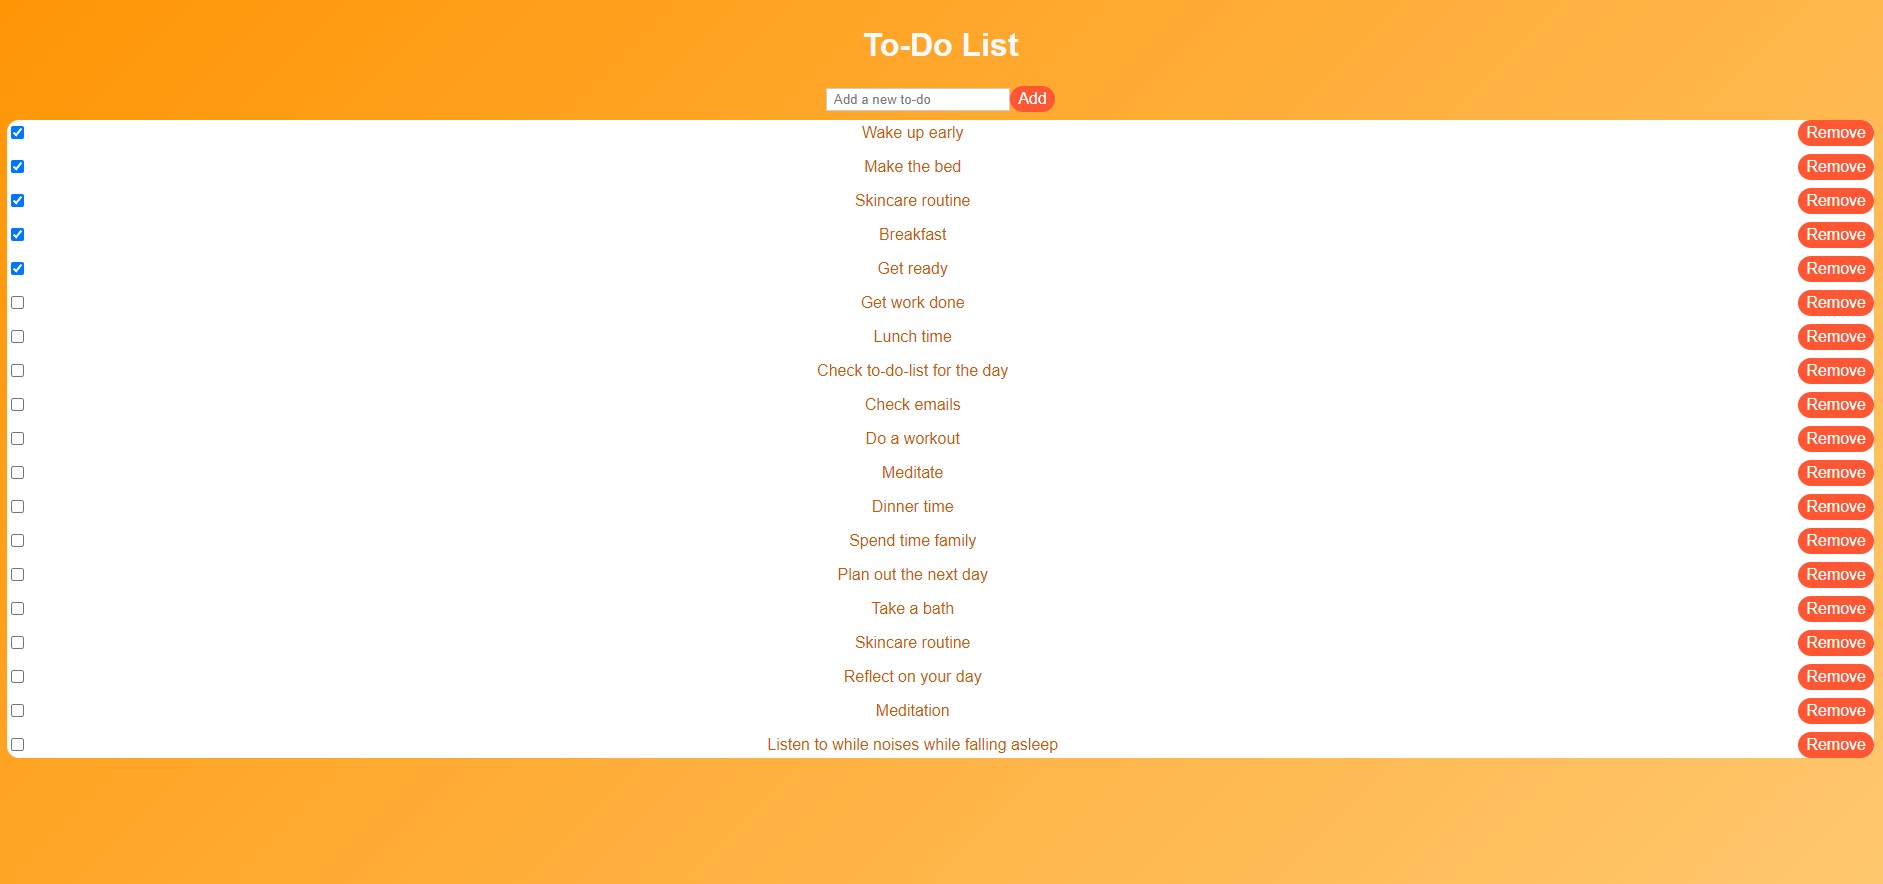 To-Do List
Add a new to-do Add
Wake up early Remove
Make the bed Remove
Skincare routine Remove
Breakfast Remove
Get ready Remove
Get work done Remove
Lunch time Remove
Check to-do-list for the day Remove
Check emails Remove
Do a workout Remove
Meditate Remove
Dinner time Remove
Spend time family Remove
Plan out the next day Remove
Take a bath Remove
Skincare routine Remove
Reflect on your day Remove
Meditation Remove
Listen to while noises while falling asleep Remove